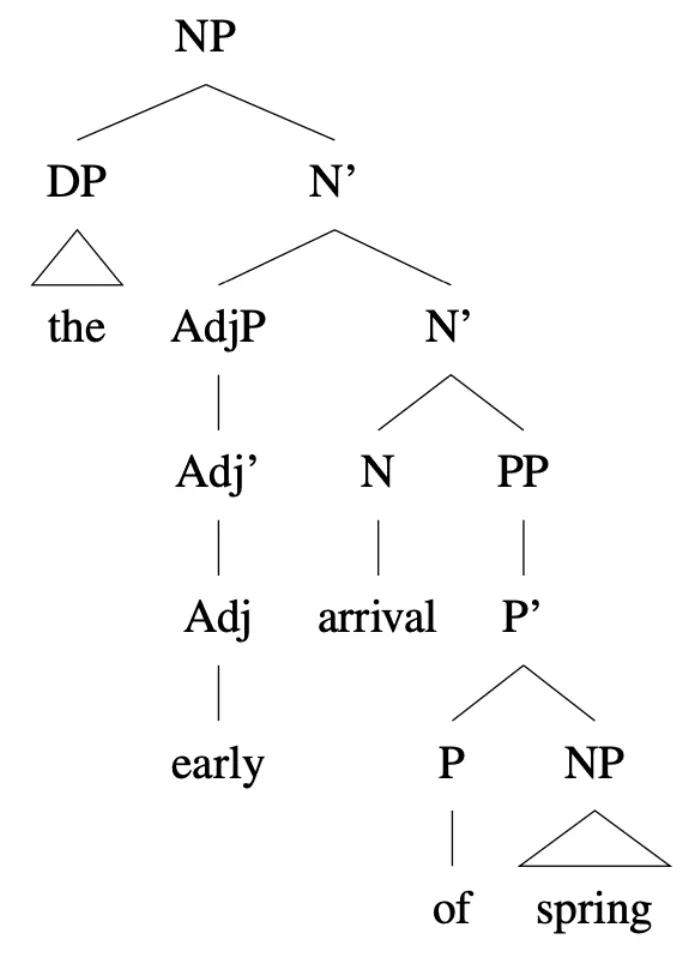 NP
DP N’
the AdjP N’
Adj’ N PP
Adj arrival P’
early P NP
of spring